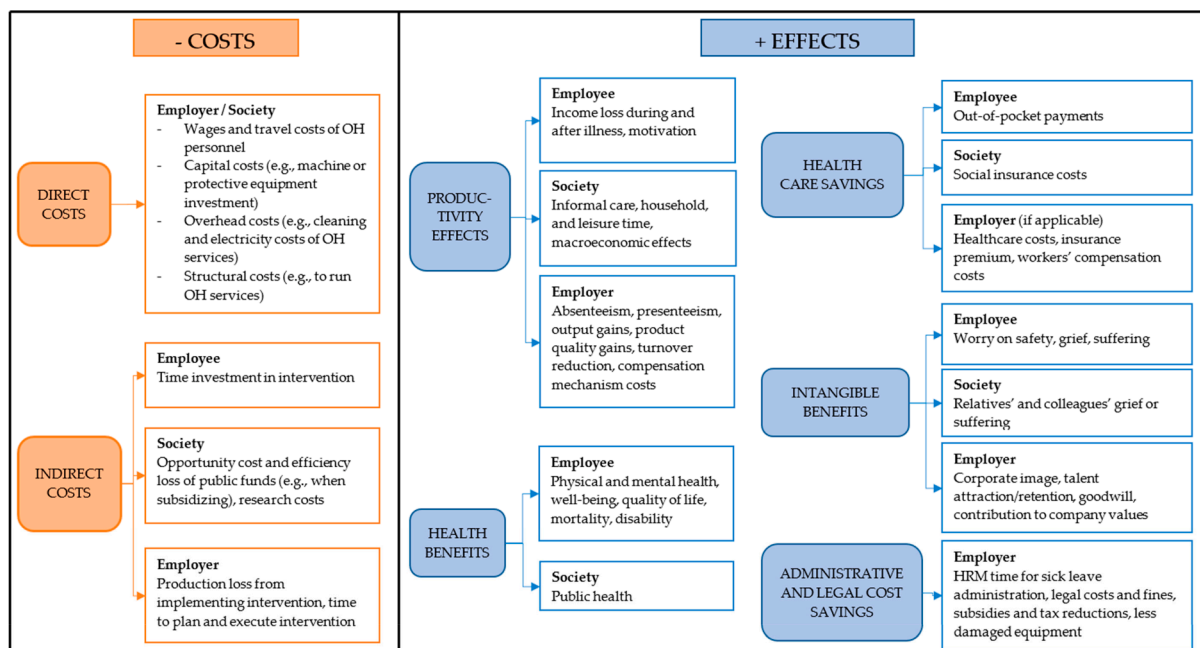 - COSTS
DIRECT
COSTS
Employer / Society
- Wages and travel costs of OH
personnel
- Capital costs (e.g., machine or
protective equipment
investment)
- Overhead costs (e.g., cleaning
and electricity costs of OH
services)
- Structural costs (e.g., to run
OH services)
INDIRECT
COSTS
Employee
Time investment in intervention
Society
Opportunity cost and efficiency
loss of public funds (e.g., when
subsidizing), research costs
Employer
Production loss from
implementing intervention, time
to plan and execute intervention
+ EFFECTS
PRODUC-
TIVITY
EFFECTS
Employee
Income loss during and
after illness, motivation
Society
Informal care, household,
and leisure time,
macroeconomic effects
Employer
Absenteeism, presenteeism,
output gains, product
quality gains, turnover
reduction, compensation
mechanism costs
HEALTH
BENEFITS
Employee
Physical and mental health,
well-being, quality of life,
mortality, disability
Society
Public health
HEALTH
CARE SAVINGS
Employee
Out-of-pocket payments
Society
Social insurance costs
Employer (if applicable)
Healthcare costs, insurance
premium, workers’ compensation
costs
INTANGIBLE
BENEFITS
Employee
Worry on safety, grief, suffering
Society
Relatives’ and colleagues’ grief or
suffering
Employer
Corporate image, talent
attraction/retention, goodwill,
contribution to company values
ADMINISTRATIVE
AND LEGAL COST
SAVINGS
Employer
HRM time for sick leave
administration, legal costs and fines,
subsidies and tax reductions, less
damaged equipment